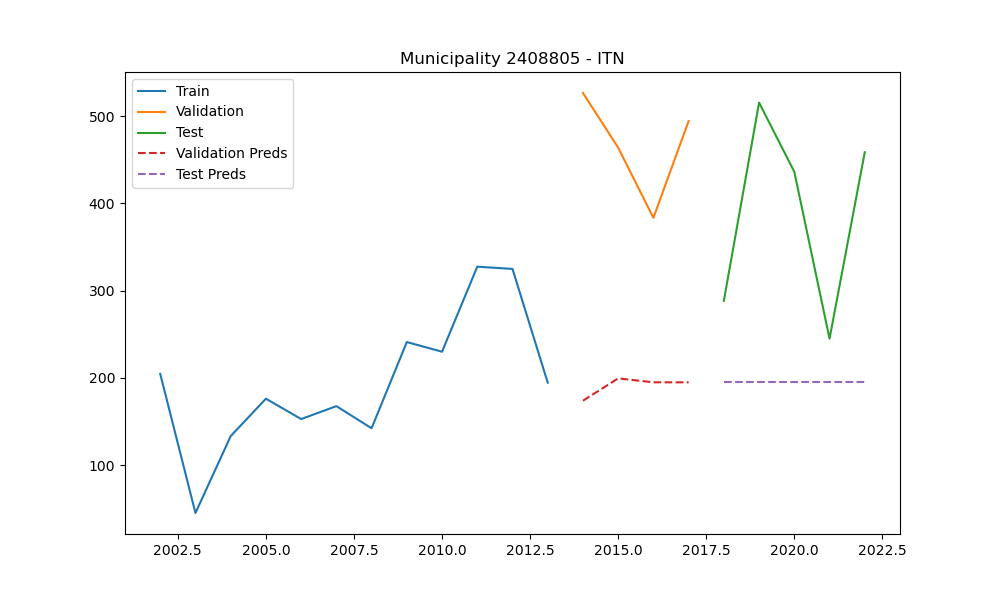 Municipality 2408805 - ITN
Train
Validation
Test
Validation Preds
Test Preds
500
400
300
200
100
2002.5 2005.0 2007.5 2010.0 2012.5 2015.0 2017.5 2020.0 2022.5